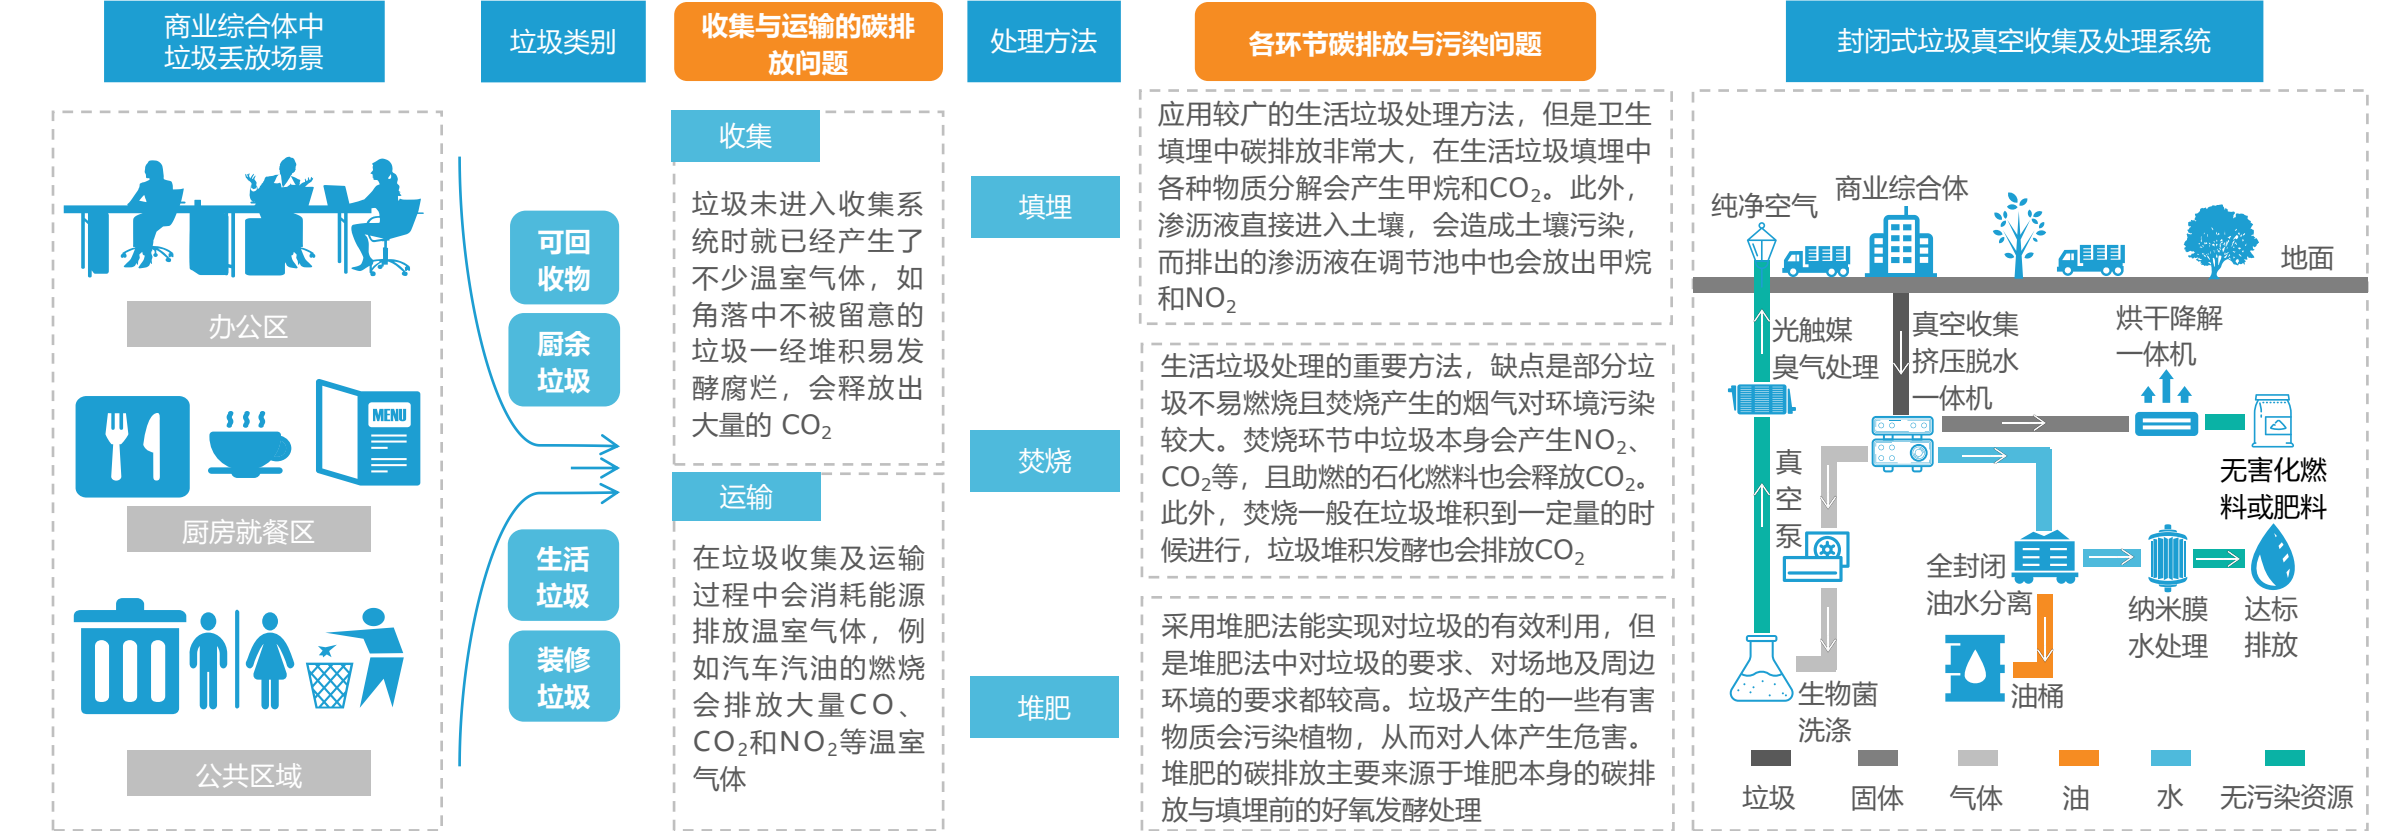 商业综合体中
垃圾丢放场景
垃圾类别
收集与运输的碳排
放问题
处理方法
各环节碳排放与污染问题
封闭式垃圾真空收集及处理系统
办公区
MENU
厨房就餐区
公共区域
可回
收物
厨余
垃圾
生活
垃圾
装修
垃圾
收集
垃圾未进入收集系
统时就已经产生了
不少温室气体，如
角落中不被留意的
垃圾一经堆积易发
酵腐烂，会释放出
大量的 CO₂
运输
在垃圾收集及运输
过程中会消耗能源
排放温室气体，例
如汽车汽油的燃烧
会排放大量CO、
CO₂和NO₂等温室
气体
填埋
焚烧
堆肥
应用较广的生活垃圾处理方法，但是卫生
填埋中碳排放非常大，在生活垃圾填埋中
各种物质分解会产生甲烷和CO₂。此外，
渗沥液直接进入土壤，会造成土壤污染，
而排出的渗沥液在调节池中也会放出甲烷
和NO₂
生活垃圾处理的重要方法，缺点是部分垃
圾不易燃烧且焚烧产生的烟气对环境污染
较大。焚烧环节中垃圾本身会产生NO₂、
CO₂等，且助燃的石化燃料也会释放CO₂。
此外，焚烧一般在垃圾堆积到一定量的时
候进行，垃圾堆积发酵也会排放CO₂
采用堆肥法能实现对垃圾的有效利用，但
是堆肥法中对垃圾的要求、对场地及周边
环境的要求都较高。垃圾产生的一些有害
物质会污染植物，从而对人体产生危害。
堆肥的碳排放主要来源于堆肥本身的碳排
放与填埋前的好氧发酵处理
纯净空气
商业综合体
地面
光触媒
臭气处理
真空收集
挤压脱水
一体机
烘干降解
一体机
无害化燃
料或肥料
真
空
泵
全封闭
油水分离
纳米膜
水处理
达标
排放
生物菌
洗涤
油桶
垃圾
固体
气体
油
水
无污染资源